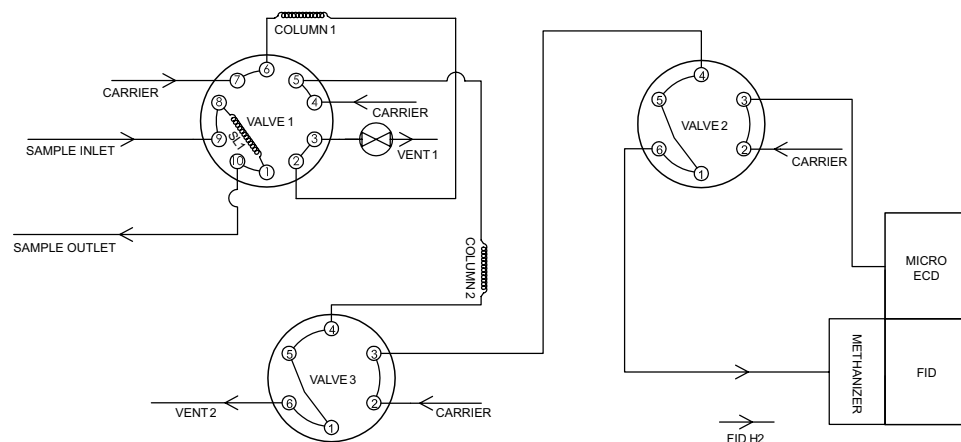 COLUMN 1
6
7
5
CARRIER
8
4
CARRIER
VALVE 1
9
3
SL1
SAMPLE INLET
VENT 1
10
2
1
SAMPLE OUTLET
COLUMN 2
4
5
3
VALVE 2
6
2
CARRIER
1
MICRO
ECD
4
5
3
VALVE 3
6
2
VENT 2
CARRIER
1
METHANIZER
FID
FID H2